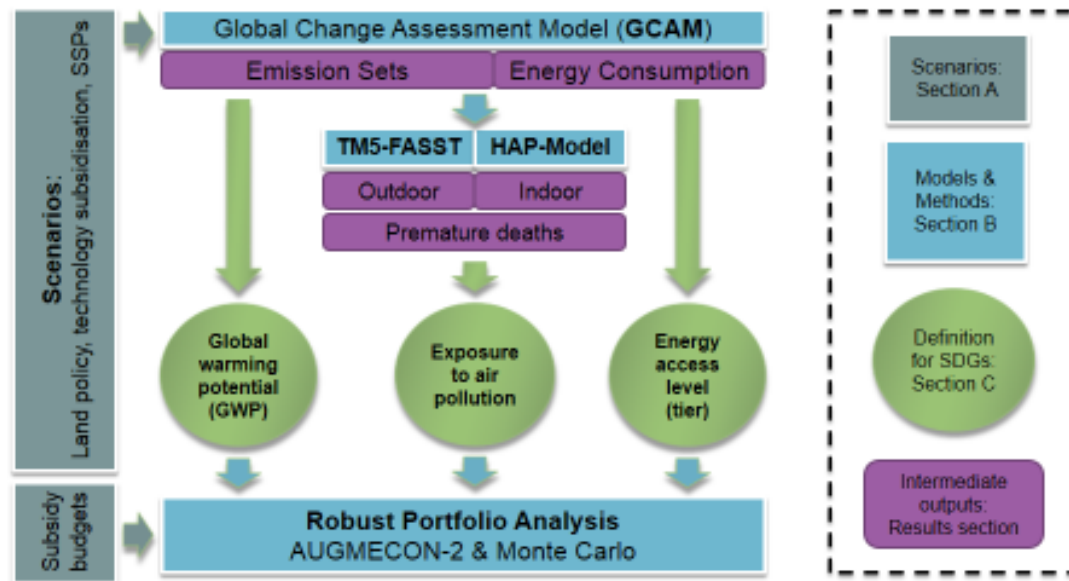 Scenarios:
Land policy, technology subsidisation, SSPs
Global Change Assessment Model (GCAM)
Emission Sets
Energy Consumption
TM5-FASST
HAP-Model
Outdoor
Indoor
Premature deaths
Global
warming
potential
(GWP)
Exposure
to air
pollution
Energy
access
level
(tier)
Subsidy
budgets
Robust Portfolio Analysis
AUGMECON-2 & Monte Carlo
Scenarios:
Section A
Models &
Methods:
Section B
Definition
for SDGs:
Section C
Intermediate
outputs:
Results section